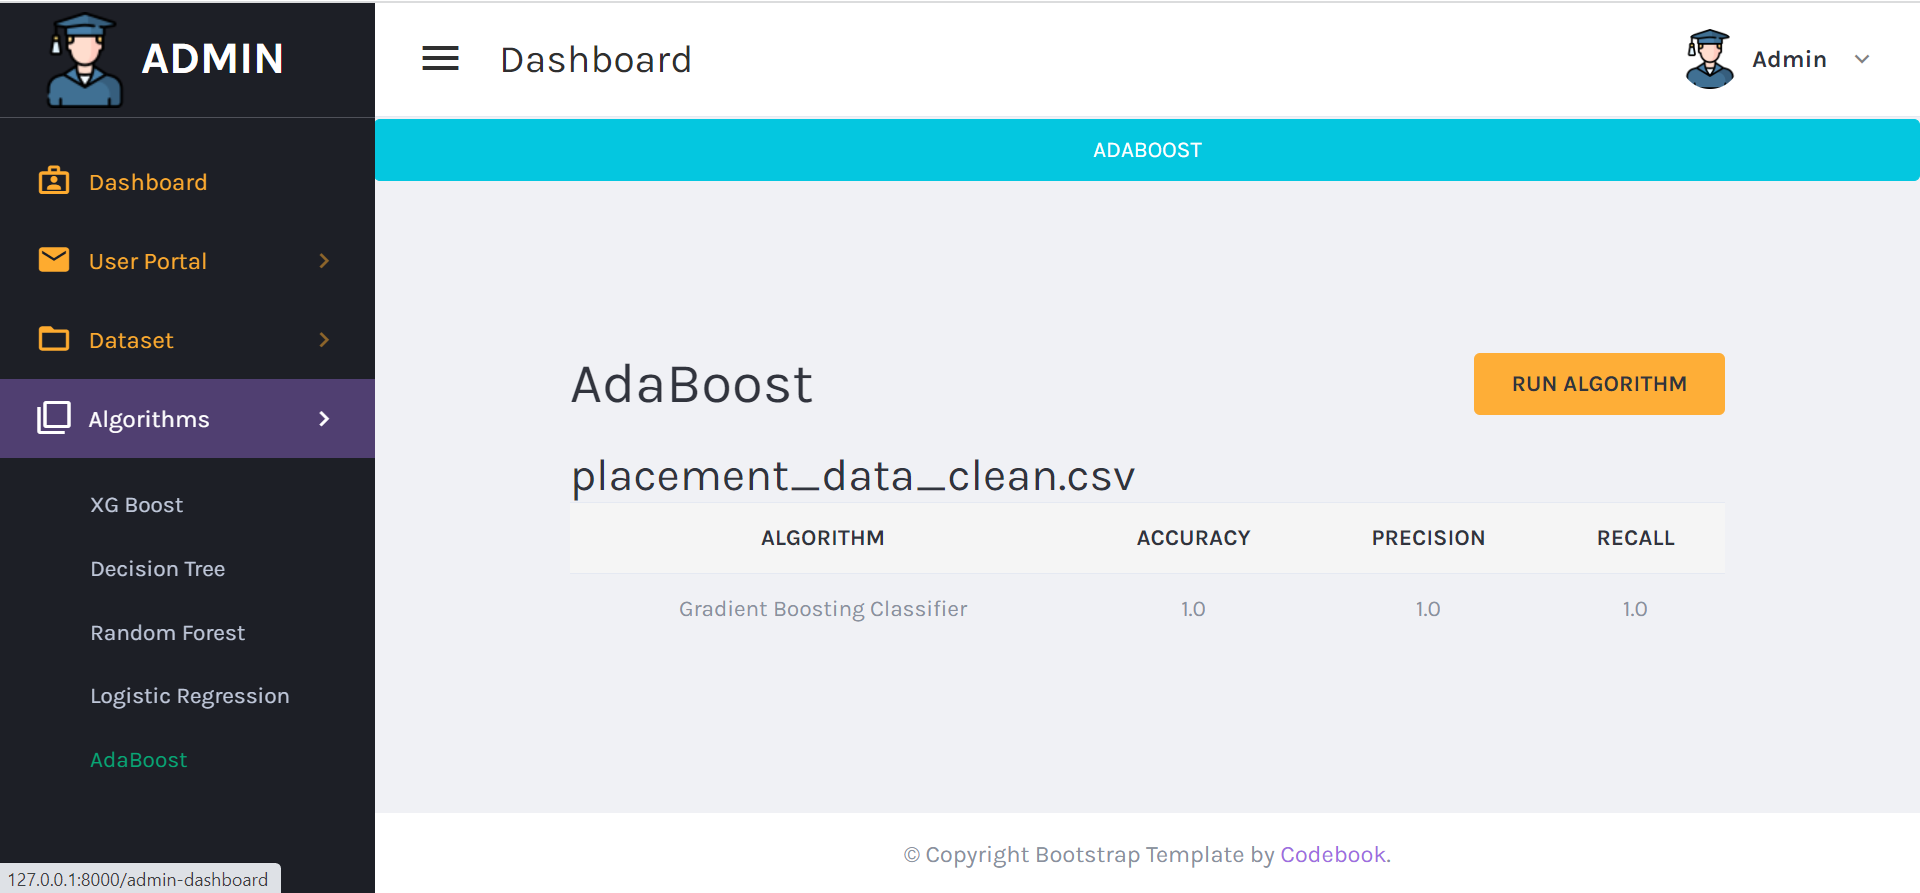 ADMIN
Dashboard
User Portal
Dataset
Algorithms
XG Boost
Decision Tree
Random Forest
Logistic Regression
AdaBoost
127.0.0.1:8000/admin-dashboard
Dashboard
Admin
ADABOOST
AdaBoost
RUN ALGORITHM
placement_data_clean.csv
ALGORITHM ACCURACY PRECISION RECALL
Gradient Boosting Classifier 1.0 1.0 1.0
© Copyright Bootstrap Template by Codebook.